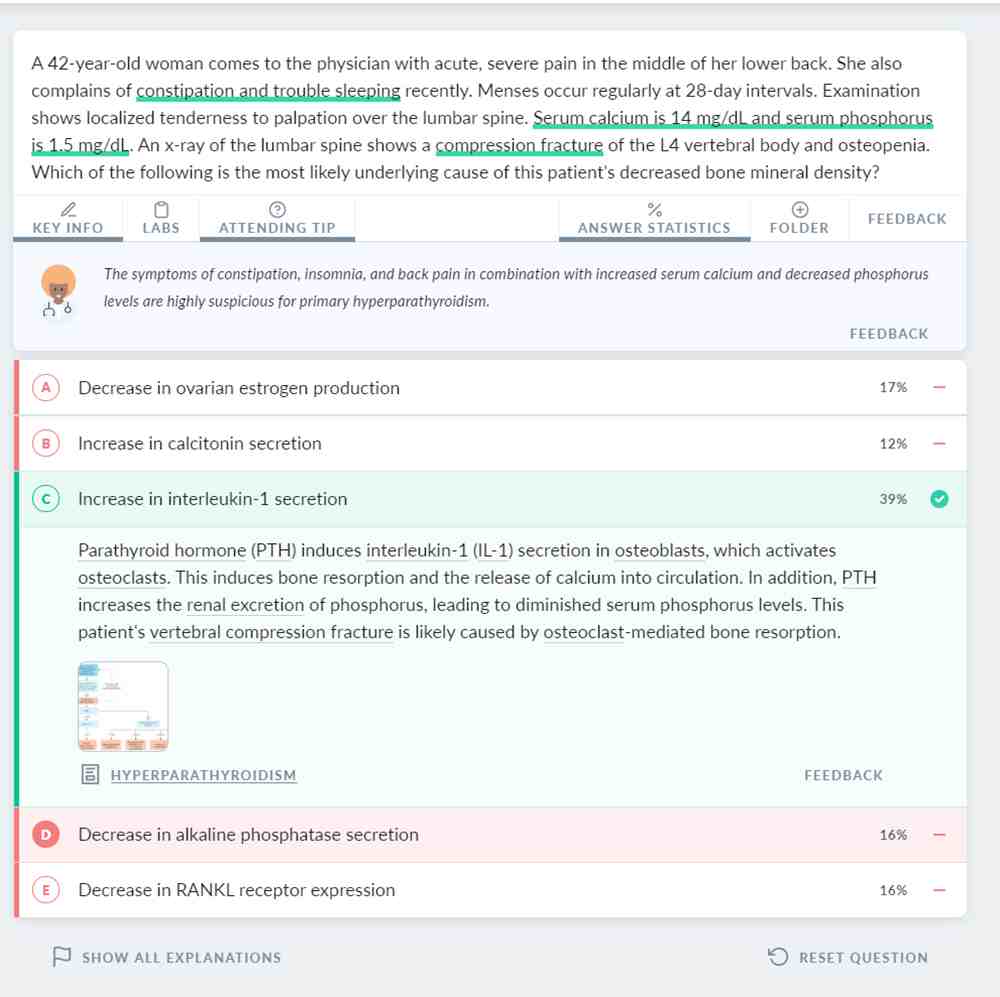 A 42-year-old woman comes to the physician with acute, severe pain in the middle of her lower back. She also
complains of constipation and trouble sleeping recently. Menses occur regularly at 28-day intervals. Examination
shows localized tenderness to palpation over the lumbar spine. Serum calcium is 14 mg/dL and serum phosphorus
is 1.5 mg/dL. An x-ray of the lumbar spine shows a compression fracture of the L4 vertebral body and osteopenia.
Which of the following is the most likely underlying cause of this patient's decreased bone mineral density?
KEY INFO LABS ATTENDING TIP ANSWER STATISTICS FOLDER FEEDBACK
The symptoms of constipation, insomnia, and back pain in combination with increased serum calcium and decreased phosphorus
levels are highly suspicious for primary hyperparathyroidism.
FEEDBACK
A Decrease in ovarian estrogen production 17%
B Increase in calcitonin secretion 12%
C Increase in interleukin-1 secretion 39%
Parathyroid hormone (PTH) induces interleukin-1 (IL-1) secretion in osteoblasts, which activates
osteoclasts. This induces bone resorption and the release of calcium into circulation. In addition, PTH
increases the renal excretion of phosphorus, leading to diminished serum phosphorus levels. This
patient's vertebral compression fracture is likely caused by osteoclast-mediated bone resorption.
HYPERPARATHYROIDISM FEEDBACK
D Decrease in alkaline phosphatase secretion 16%
E Decrease in RANKL receptor expression 16%
SHOW ALL EXPLANATIONS RESET QUESTION